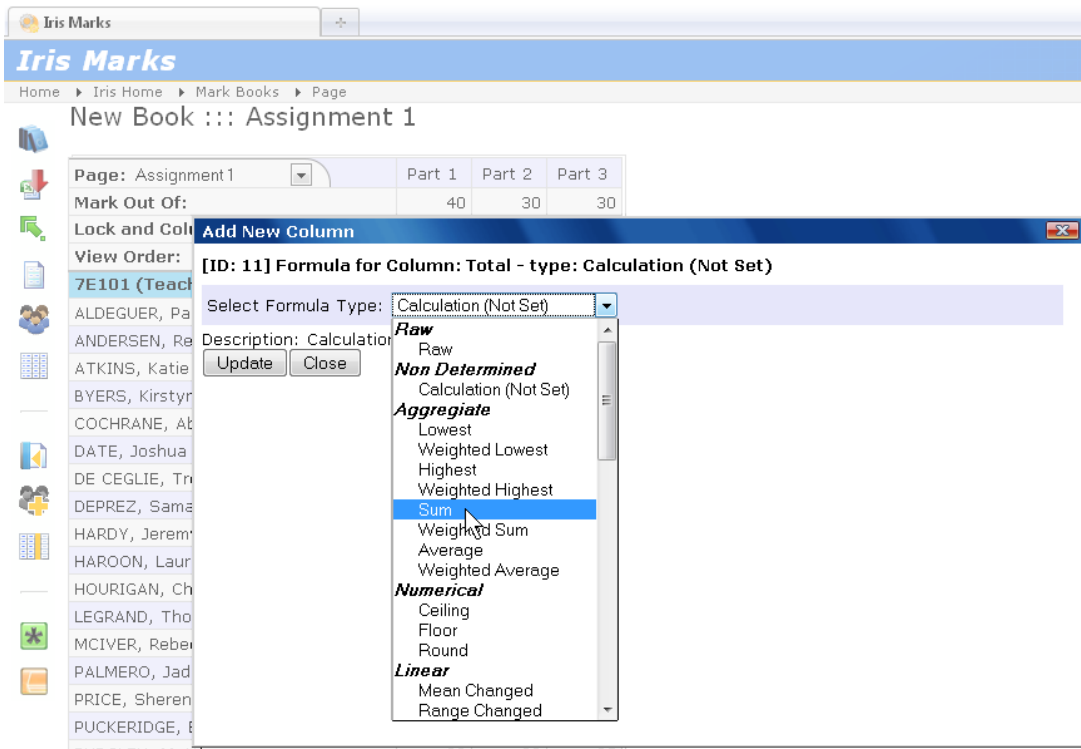 Iris Marks
Iris Marks
Home Iris Home Mark Books Page
New Book ::: Assignment 1
Page: Assignment 1 Part 1 Part 2 Part 3
Mark Out Of: 40 30 30
Lock and Colu
View Order:
7E101 (Teach
ALDEGUER, Pa
ANDERSEN, Re
ATKINS, Katie
BYERS, Kirstyn
COCHRANE, Ab
DATE, Joshua
DE CEGLIE, Tr
DEPREZ, Sama
HARDY, Jerem
HAROON, Laur
HOURIGAN, Ch
LEGRAND, Tho
MCIVER, Rebe
PALMERO, Jad
PRICE, Sheren
PUCKERIDGE, E
Add New Column
[ID: 11] Formula for Column: Total - type: Calculation (Not Set)
Select Formula Type: Calculation (Not Set)
Description: Calculation
Update Close
Raw
Raw
Non Determined
Calculation (Not Set)
Aggregiate
Lowest
Weighted Lowest
Highest
Weighted Highest
Sum
Weighted Sum
Average
Weighted Average
Numerical
Ceiling
Floor
Round
Linear
Mean Changed
Range Changed